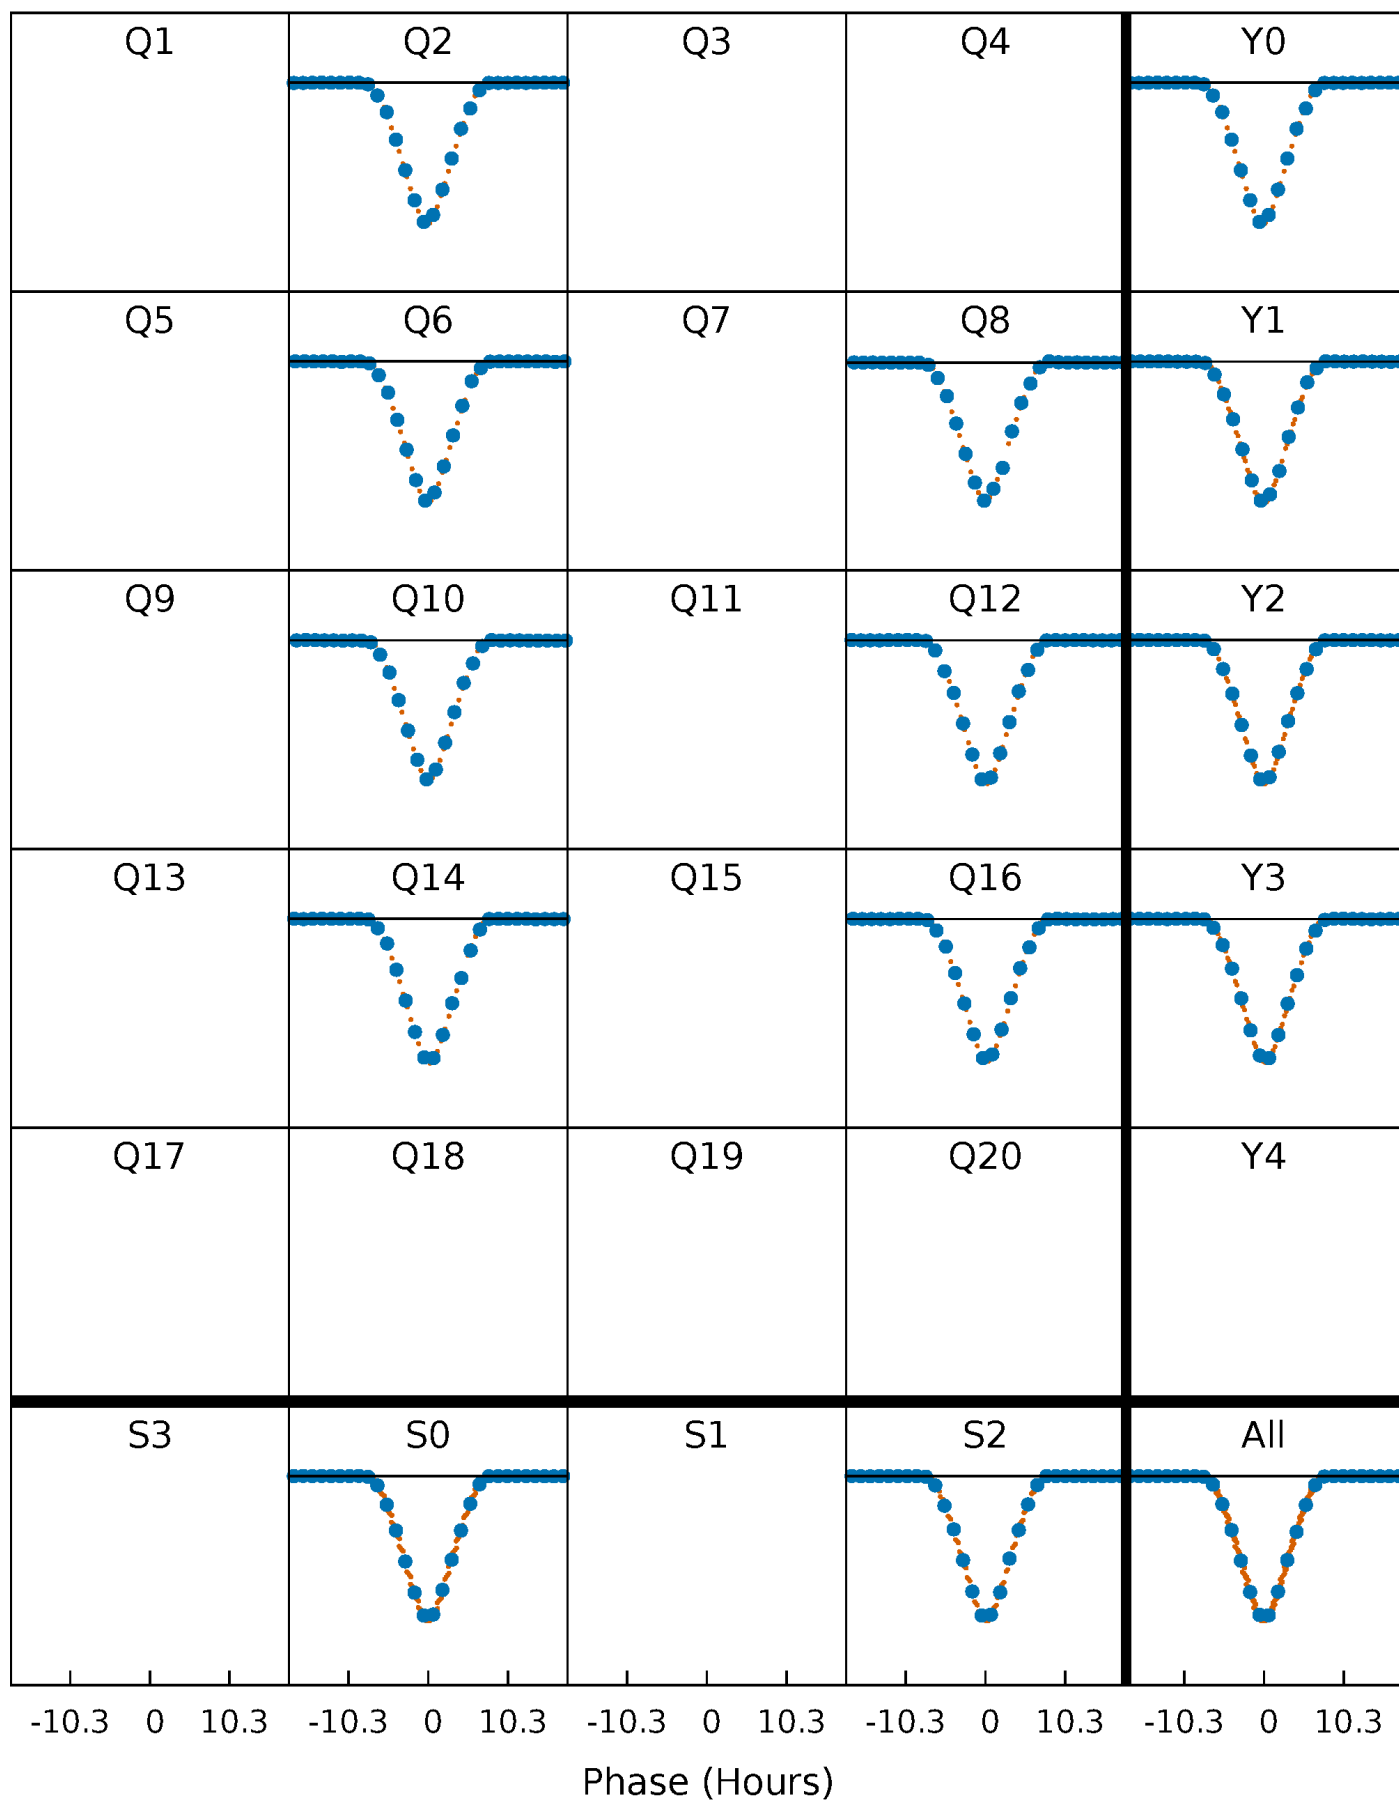 Q1 Q2 Q3 Q4 Y0
Q5 Q6 Q7 Q8 Y1
Q9 Q10 Q11 Q12 Y2
Q13 Q14 Q15 Q16 Y3
Q17 Q18 Q19 Q20 Y4
S3 S0 S1 S2 All
-10.3 0 10.3 -10.3 0 10.3 -10.3 0 10.3 -10.3 0 10.3 -10.3 0 10.3
Phase (Hours)